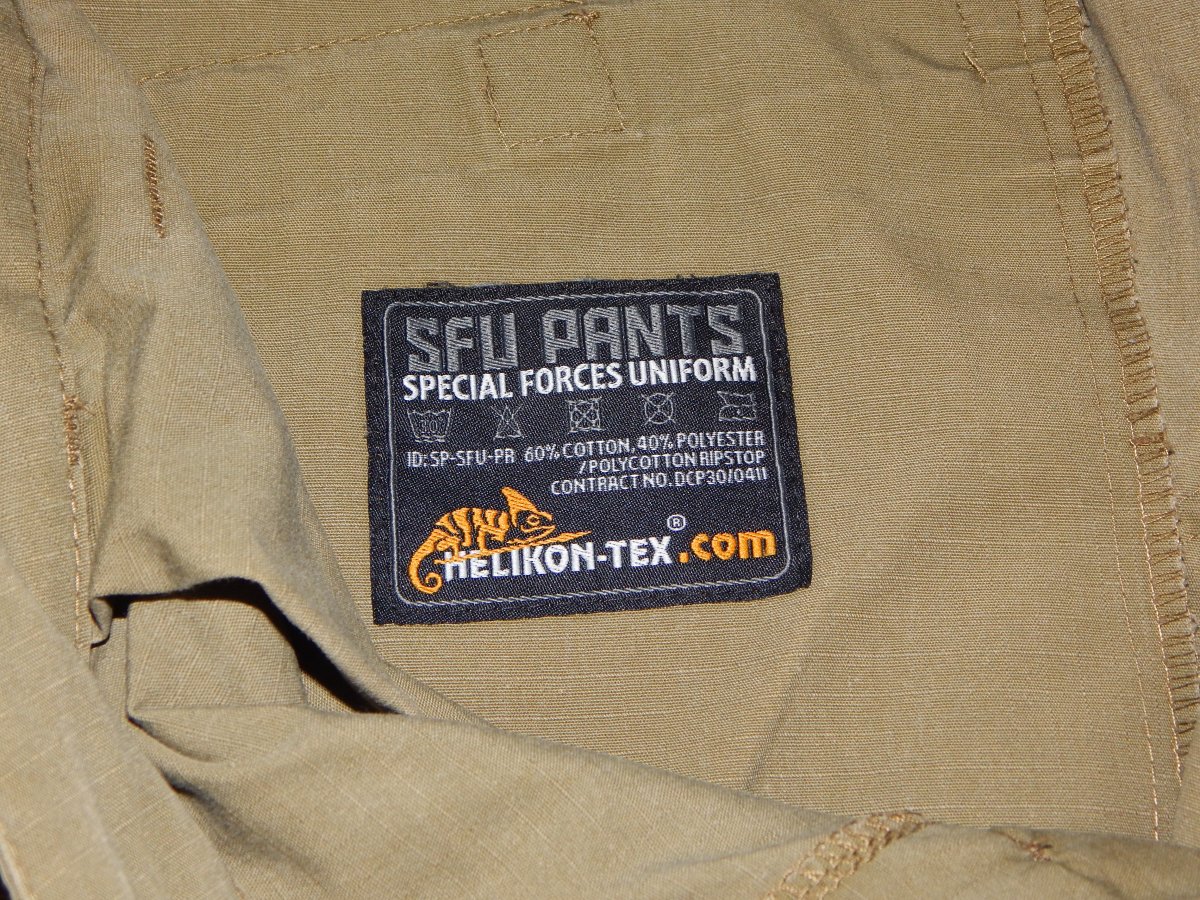 SFU PANTS
SPECIAL FORCES UNIFORM
30
ID: SP-SFU-PR 60% COTTON, 40% POLYESTER
/POLYCOTTON RIPSTOP
CONTRACT NO. DCP30/0411
HELIKON-TEX®.com